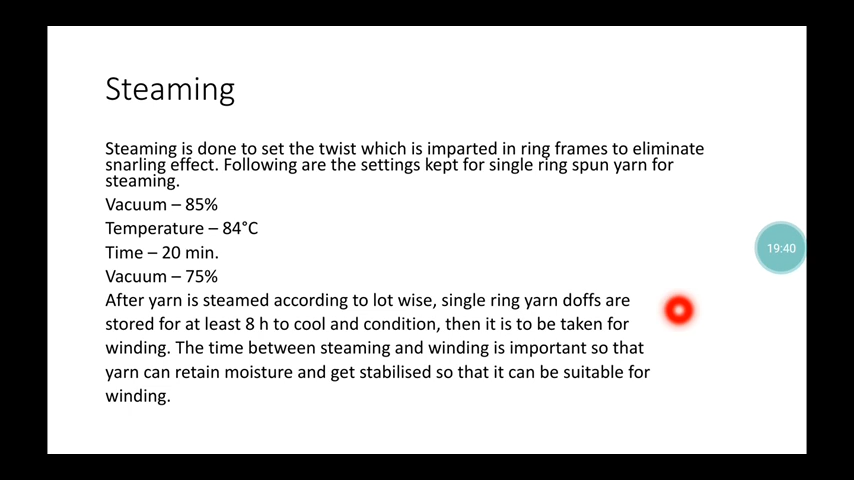 Steaming
Steaming is done to set the twist which is imparted in ring frames to eliminate
snarling effect. Following are the settings kept for single ring spun yarn for
steaming.
Vacuum – 85%
Temperature – 84°C
Time – 20 min.
Vacuum – 75%
After yarn is steamed according to lot wise, single ring yarn doffs are
stored for at least 8 h to cool and condition, then it is to be taken for
winding. The time between steaming and winding is important so that
yarn can retain moisture and get stabilised so that it can be suitable for
winding.
19:40